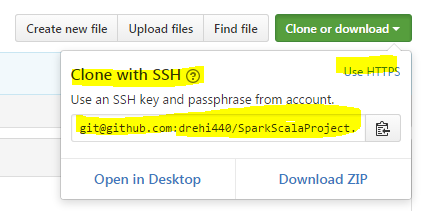 Create new file Upload files Find file Clone or download
Clone with SSH ? Use HTTPS
Use an SSH key and passphrase from account.
git@github.com:drehi440/SparkScalaProject.
Open in Desktop Download ZIP